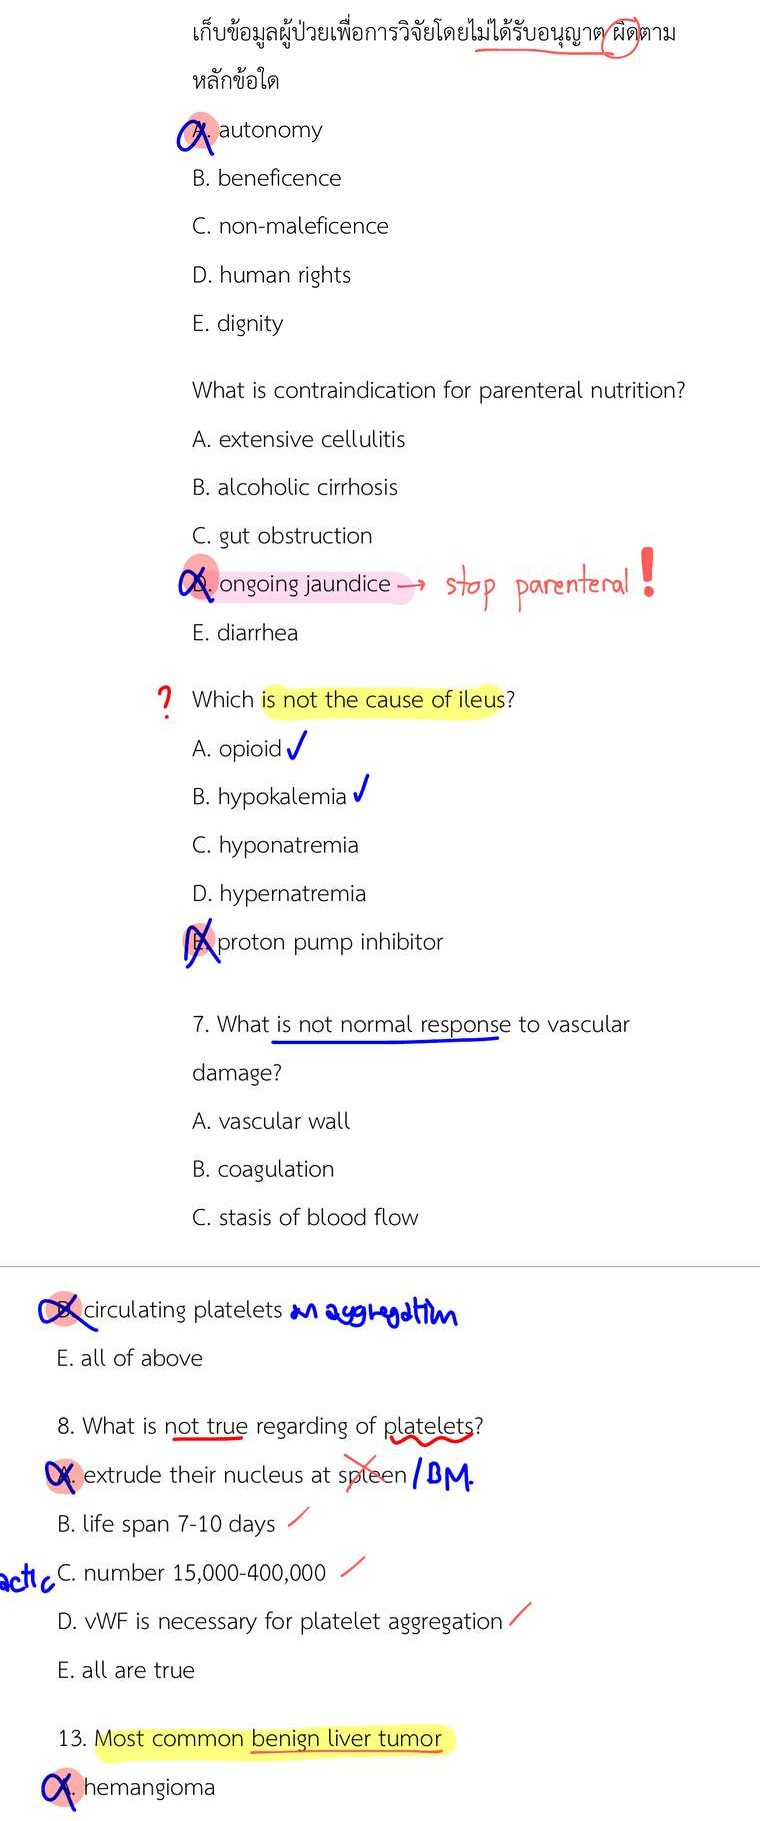 เก็บข้อมูลผู้ป่วยเพื่อการวิจัยโดยไม่ได้รับอนุญาต ผิดตาม
หลักข้อใด
A. autonomy
B. beneficence
C. non-maleficence
D. human rights
E. dignity
What is contraindication for parenteral nutrition?
A. extensive cellulitis
B. alcoholic cirrhosis
C. gut obstruction
D. ongoing jaundice → stop parenteral !
E. diarrhea
? Which is not the cause of ileus?
A. opioid ✓
B. hypokalemia ✓
C. hyponatremia
D. hypernatremia
E. proton pump inhibitor
7. What is not normal response to vascular
damage?
A. vascular wall
B. coagulation
C. stasis of blood flow
D. circulating platelets aggregation
E. all of above
8. What is not true regarding of platelets?
A. extrude their nucleus at spleen /BM.
B. life span 7-10 days
C. number 15,000-400,000
D. vWF is necessary for platelet aggregation
E. all are true
13. Most common benign liver tumor
A. hemangioma